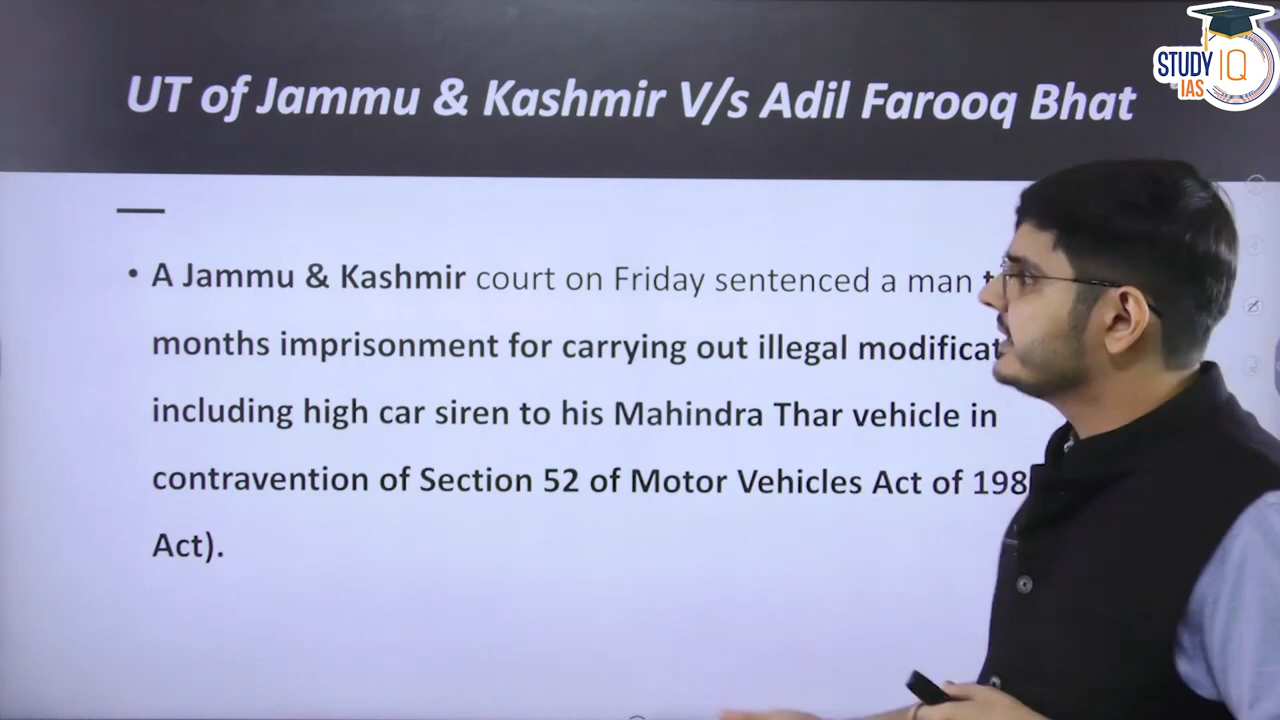 UT of Jammu & Kashmir V/s Adil Farooq Bhat
STUDY IQ
IAS
• A Jammu & Kashmir court on Friday sentenced a man
months imprisonment for carrying out illegal
including high car siren to his Mahindra Thar vehicle in
contravention of Section 52 of Motor Vehicles Act of
Act).